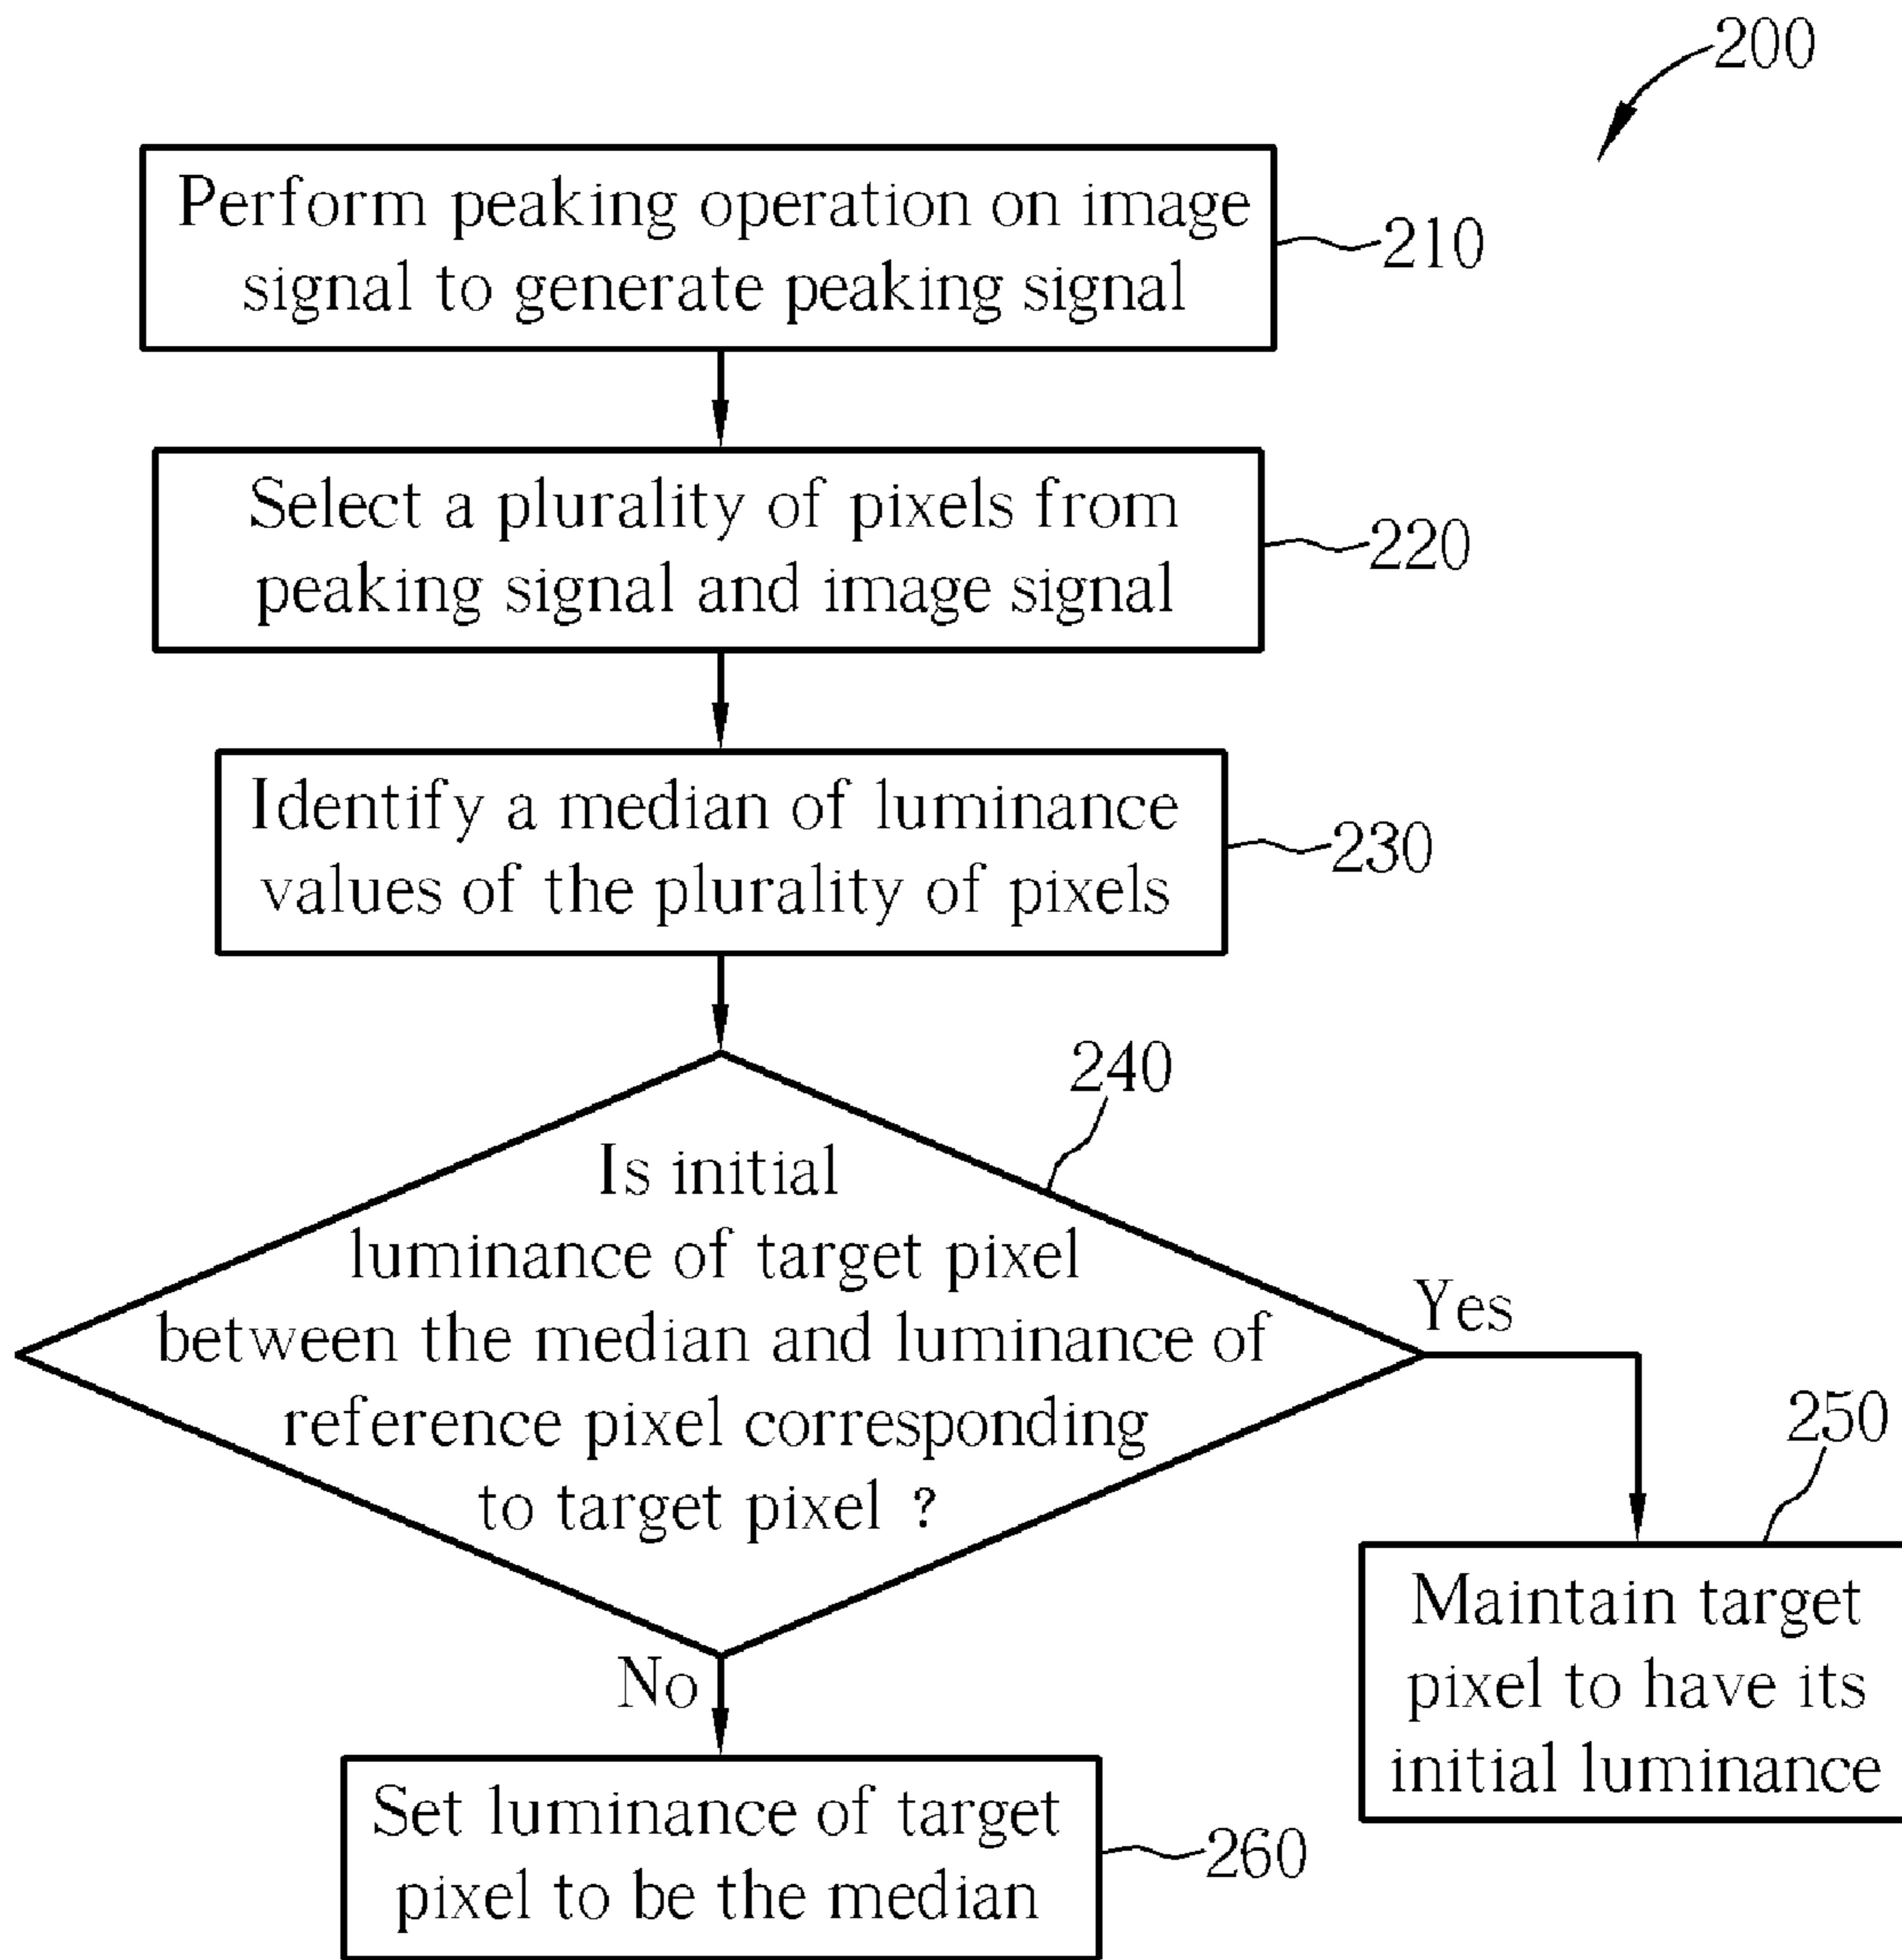 200
Perform peaking operation on image
signal to generate peaking signal
210
Select a plurality of pixels from
peaking signal and image signal
220
Identify a median of luminance
values of the plurality of pixels
230
240
Is initial
luminance of target pixel
between the median and luminance of
reference pixel corresponding
to target pixel ?
Yes
250
Maintain target
pixel to have its
initial luminance
No
Set luminance of target
pixel to be the median
260